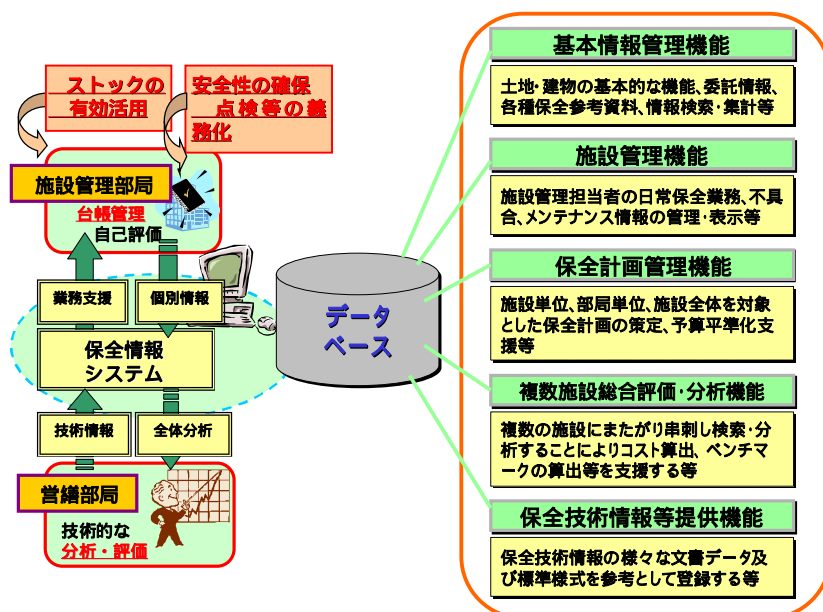 ストックの
有効活用
安全性の確保
点検等の義
務化
施設管理部局
台帳管理
自己評価
業務支援
個別情報
保全情報
システム
技術情報
全体分析
営繕部局
技術的な
分析・評価
データ
ベース
基本情報管理機能
土地・建物の基本的な機能、委託情報、
各種保全参考資料、情報検索・集計等
施設管理機能
施設管理担当者の日常保全業務、不具
合、メンテナンス情報の管理・表示等
保全計画管理機能
施設単位、部局単位、施設全体を対象
とした保全計画の策定、予算平準化支
援等
複数施設総合評価・分析機能
複数の施設にまたがり串刺し検索・分
析することによりコスト算出、ベンチマ
ークの算出等を支援する等
保全技術情報等提供機能
保全技術情報の様々な文書データ及
び標準様式を参考として登録する等